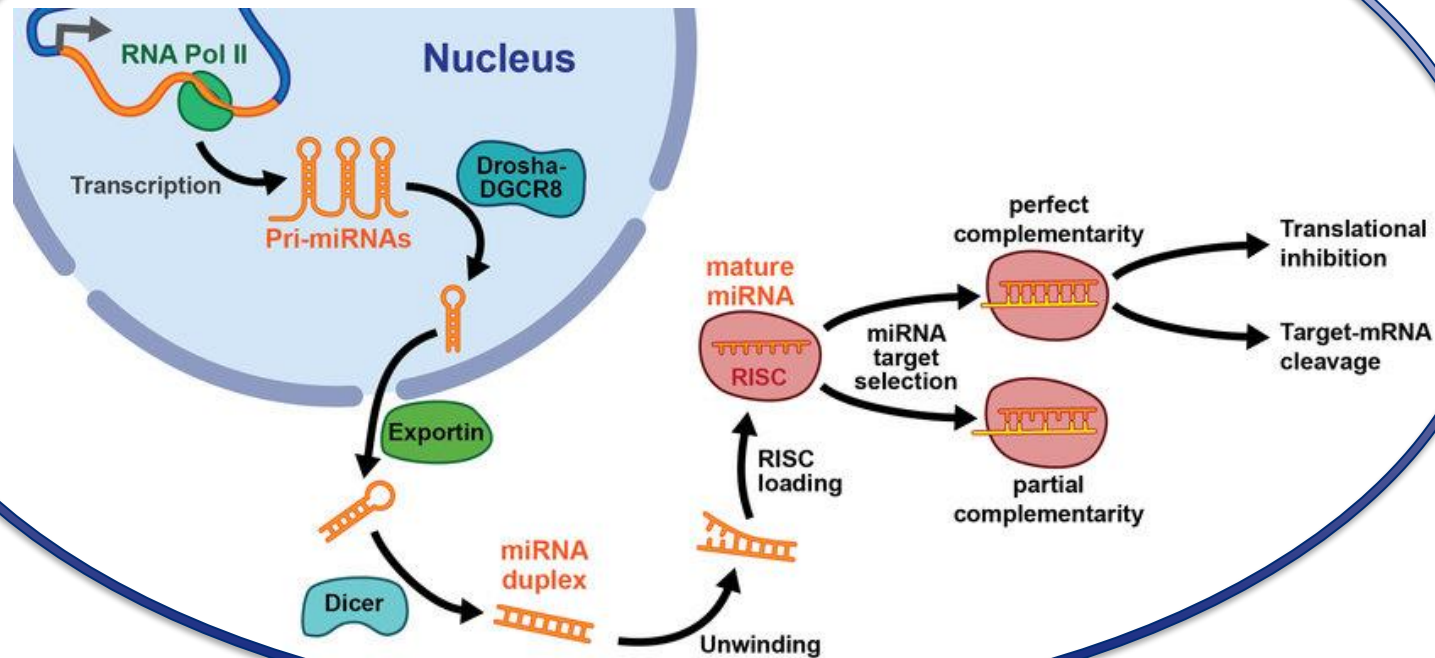 RNA Pol II
Nucleus
Transcription
Pri-miRNAs
Drosha-
DGCR8
Exportin
Dicer
miRNA
duplex
Unwinding
RISC
loading
mature
miRNA
RISC
miRNA
target
selection
perfect
complementarity
partial
complementarity
Translational
inhibition
Target-mRNA
cleavage